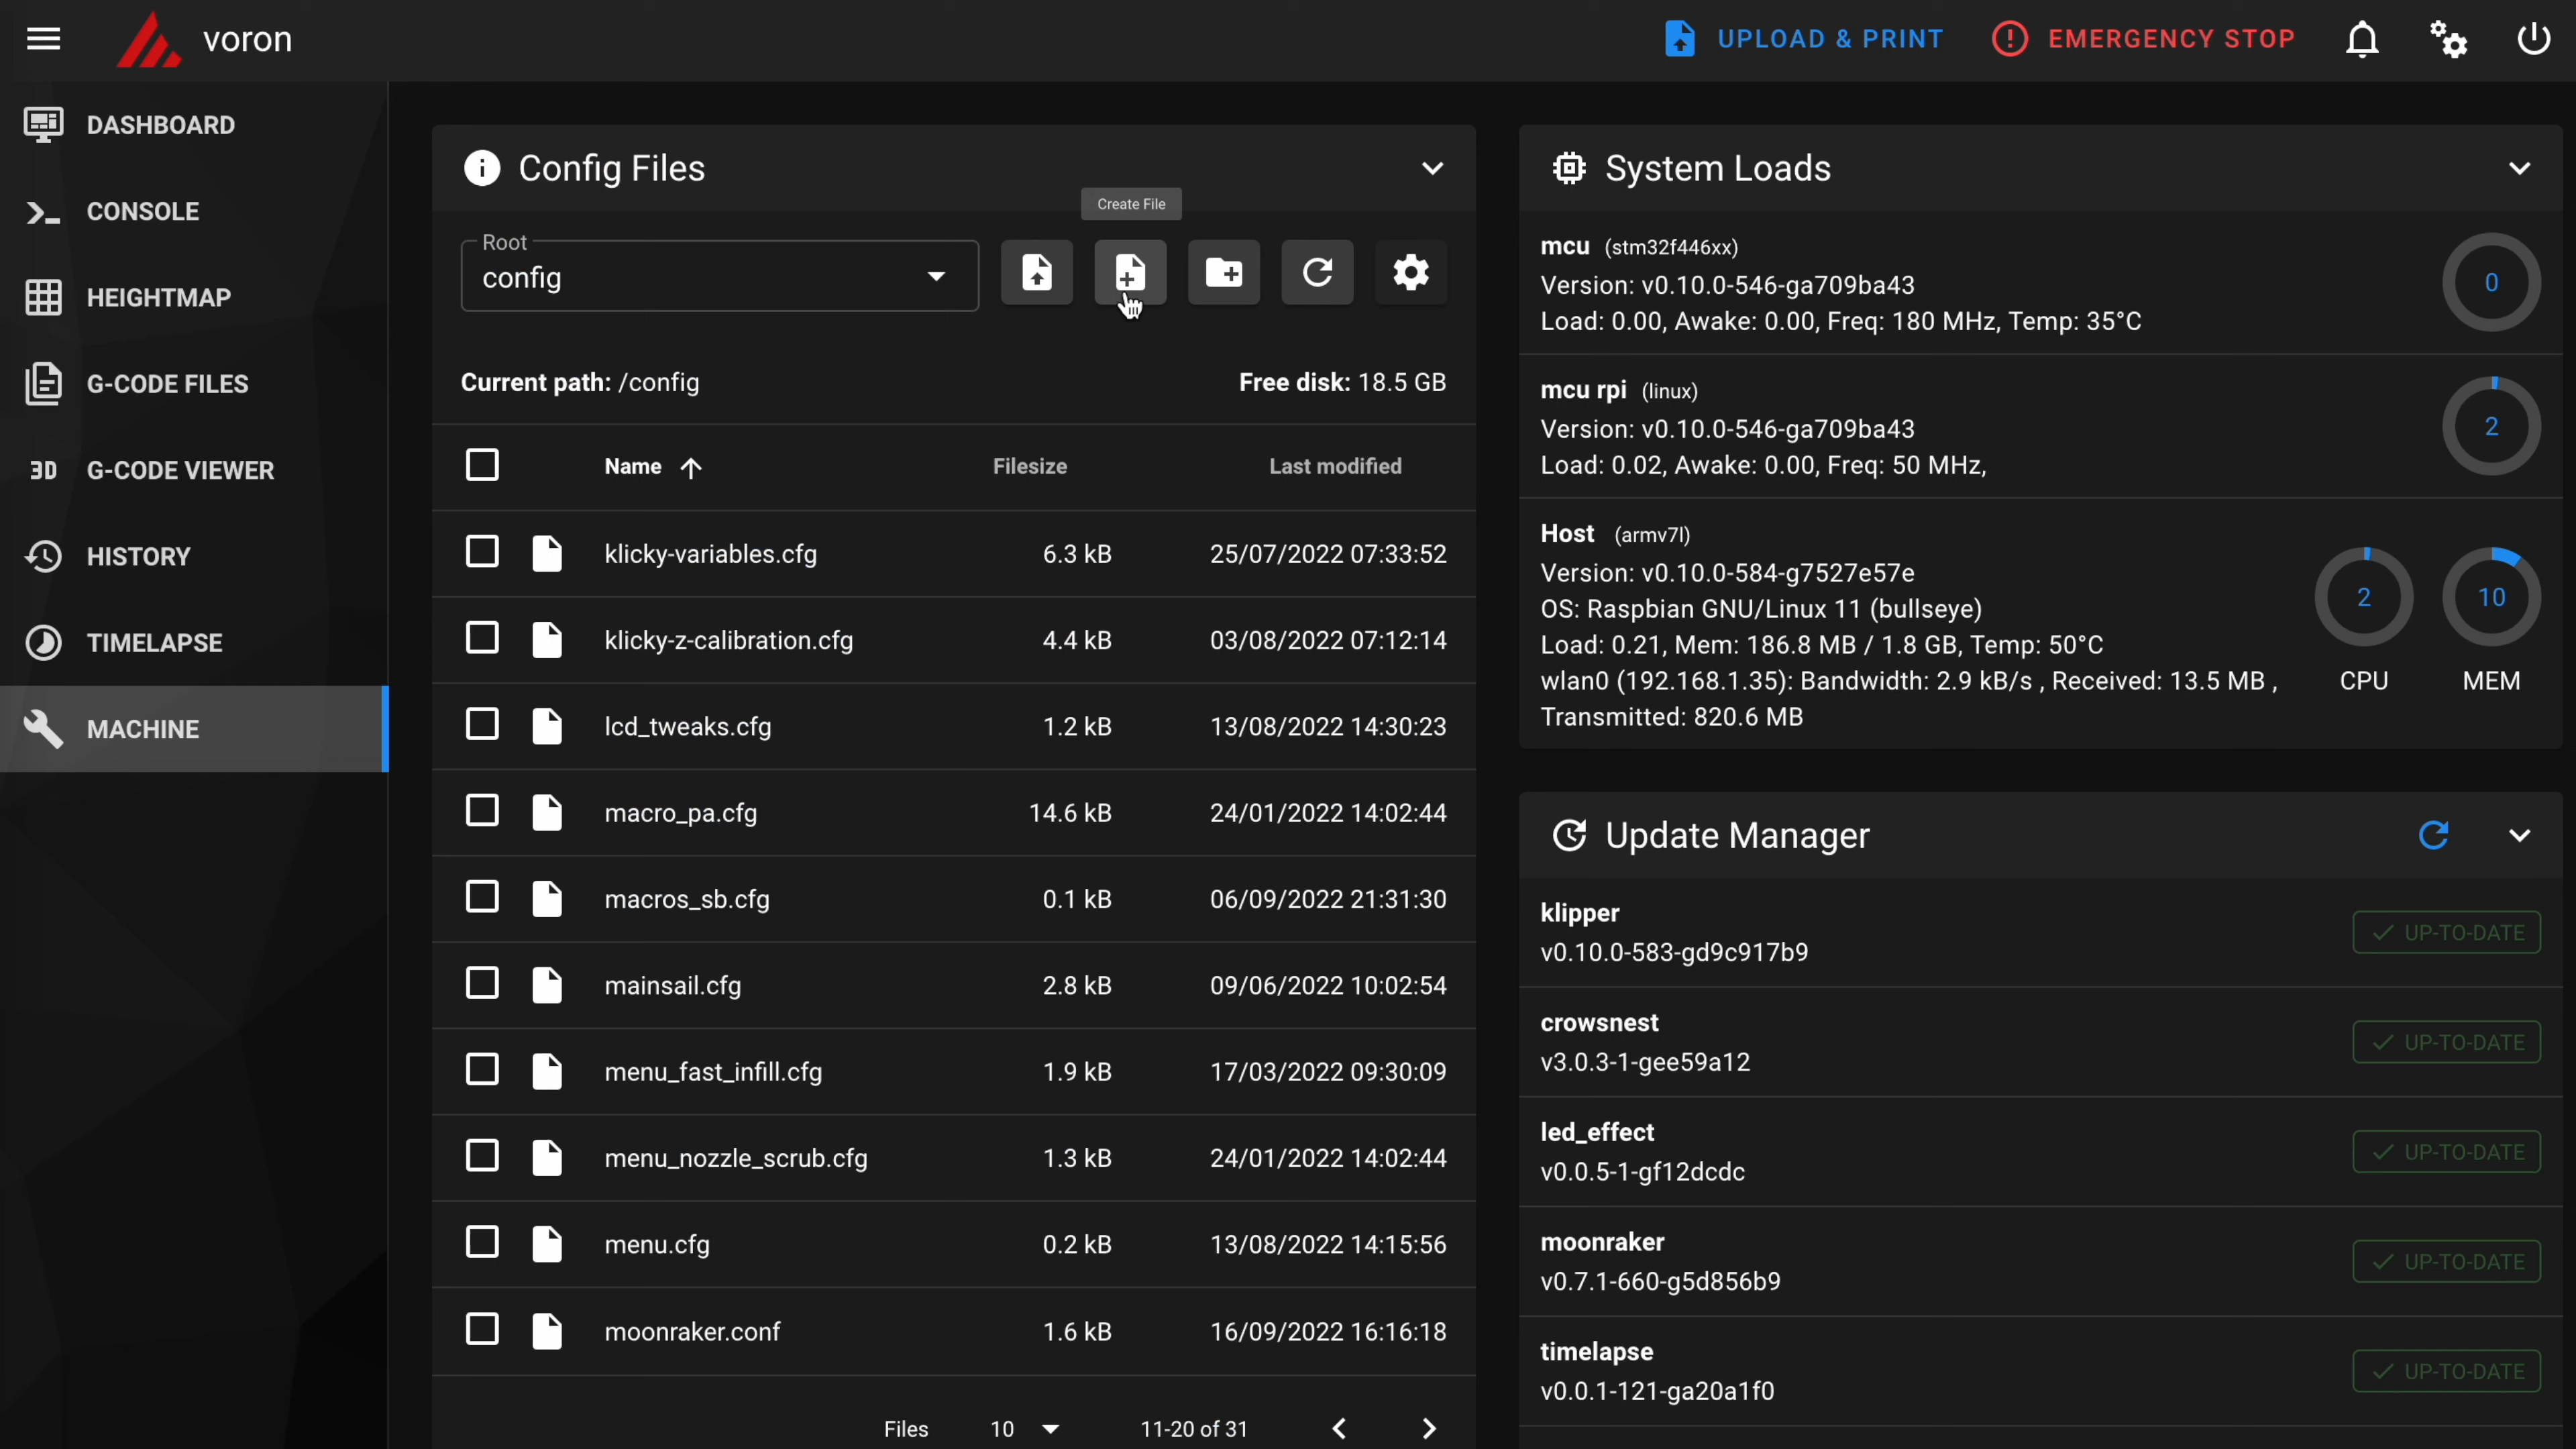 voron
UPLOAD & PRINT
EMERGENCY STOP
DASHBOARD
CONSOLE
HEIGHTMAP
G-CODE FILES
3D G-CODE VIEWER
HISTORY
TIMELAPSE
MACHINE
Config Files
Create File
Root
config
Current path: /config
Free disk: 18.5 GB
Name Filesize Last modified
klicky-variables.cfg 6.3 kB 25/07/2022 07:33:52
klicky-z-calibration.cfg 4.4 kB 03/08/2022 07:12:14
lcd_tweaks.cfg 1.2 kB 13/08/2022 14:30:23
macro_pa.cfg 14.6 kB 24/01/2022 14:02:44
macros_sb.cfg 0.1 kB 06/09/2022 21:31:30
mainsail.cfg 2.8 kB 09/06/2022 10:02:54
menu_fast_infill.cfg 1.9 kB 17/03/2022 09:30:09
menu_nozzle_scrub.cfg 1.3 kB 24/01/2022 14:02:44
menu.cfg 0.2 kB 13/08/2022 14:15:56
moonraker.conf 1.6 kB 16/09/2022 16:16:18
Files 10 11-20 of 31
System Loads
mcu (stm32f446xx)
Version: v0.10.0-546-ga709ba43
Load: 0.00, Awake: 0.00, Freq: 180 MHz, Temp: 35°C
0
mcu rpi (linux)
Version: v0.10.0-546-ga709ba43
Load: 0.02, Awake: 0.00, Freq: 50 MHz,
2
Host (armv7l)
Version: v0.10.0-584-g7527e57e
OS: Raspbian GNU/Linux 11 (bullseye)
Load: 0.21, Mem: 186.8 MB / 1.8 GB, Temp: 50°C
wlan0 (192.168.1.35): Bandwidth: 2.9 kB/s , Received: 13.5 MB ,
Transmitted: 820.6 MB
2 10
CPU MEM
Update Manager
klipper
v0.10.0-583-gd9c917b9
UP-TO-DATE
crowsnest
v3.0.3-1-gee59a12
UP-TO-DATE
led_effect
v0.0.5-1-gf12dcdc
UP-TO-DATE
moonraker
v0.7.1-660-g5d856b9
UP-TO-DATE
timelapse
v0.0.1-121-ga20a1f0
UP-TO-DATE